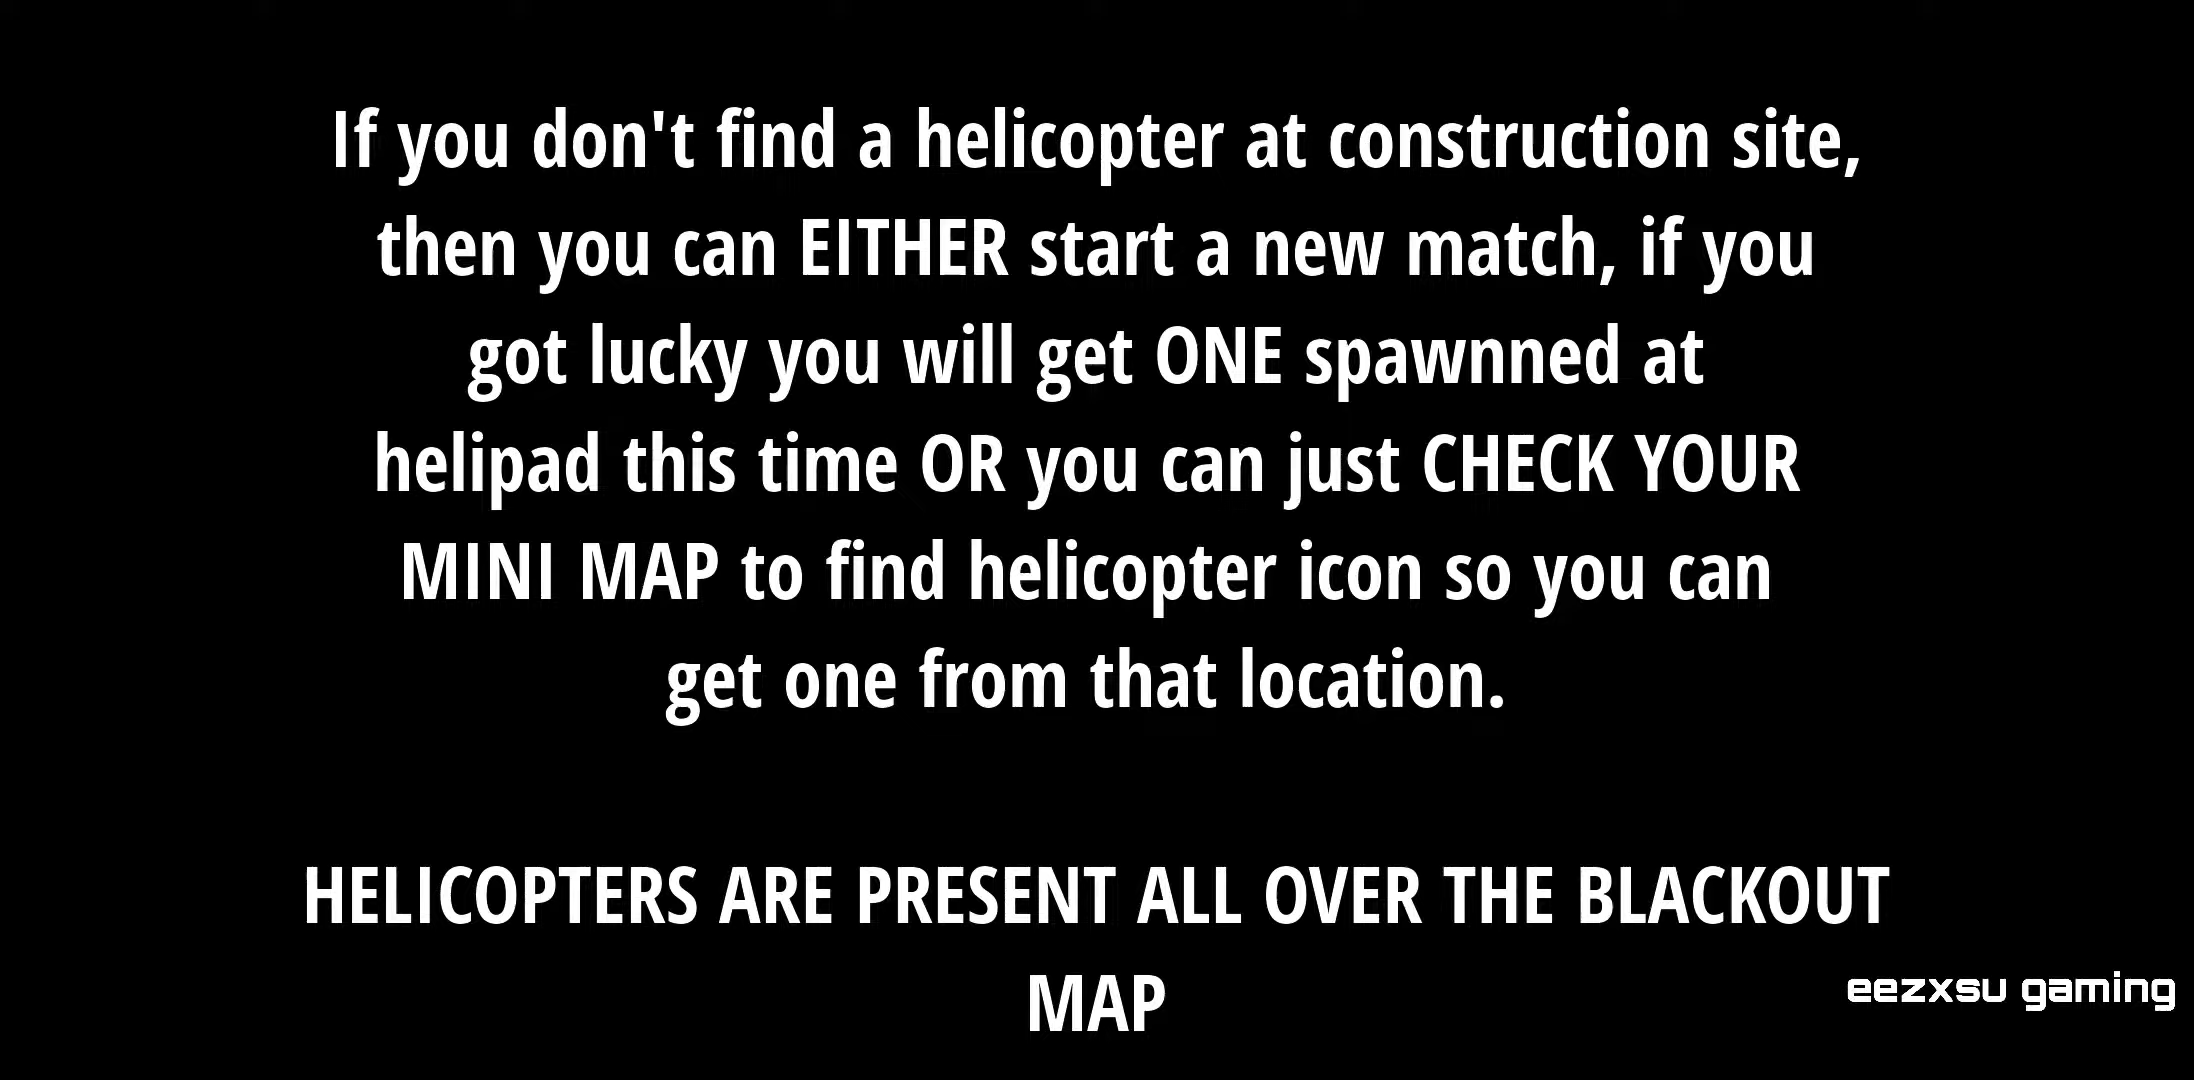 If you don't find a helicopter at construction site,
then you can EITHER start a new match, if you
got lucky you will get ONE spawnned at
helipad this time OR you can just CHECK YOUR
MINI MAP to find helicopter icon so you can
get one from that location.
HELICOPTERS ARE PRESENT ALL OVER THE BLACKOUT
MAP
eezxsu gaming